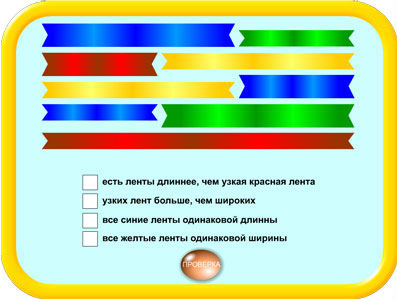 есть ленты длиннее, чем узкая красная лента
узких лент больше, чем широких
все синие ленты одинаковой длинны
все желтые ленты одинаковой ширины
ПРОВЕРКА